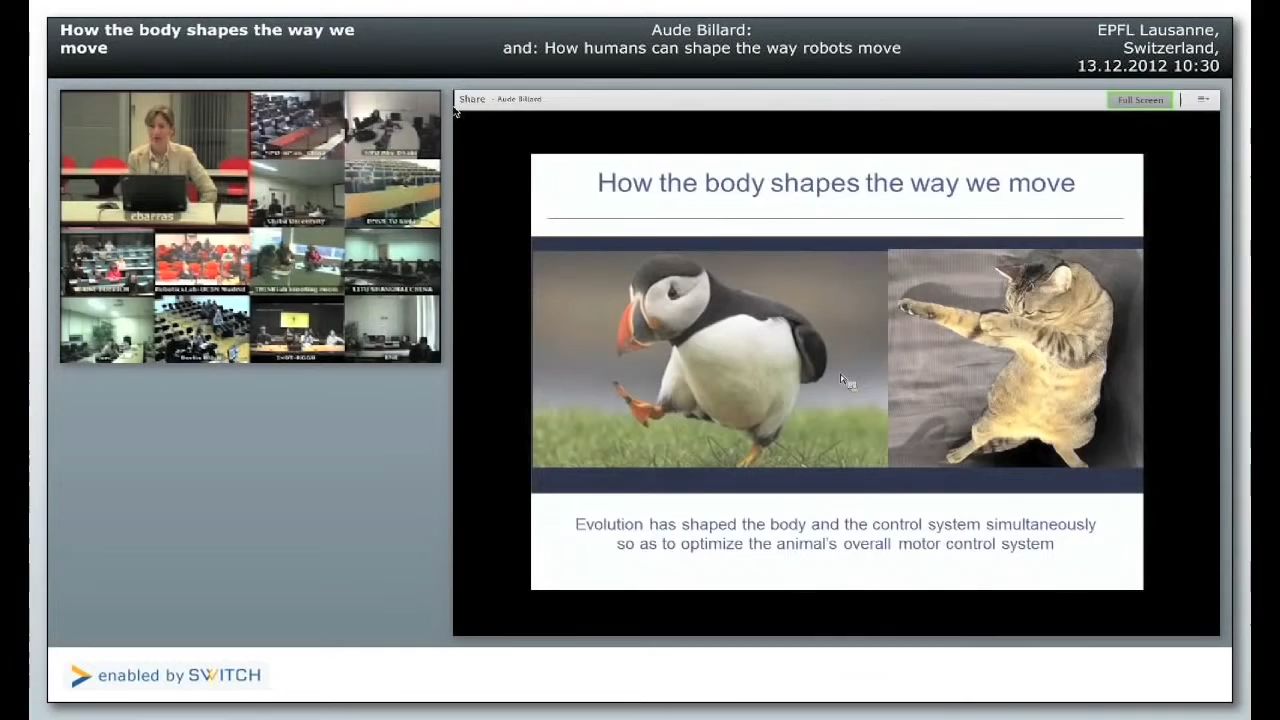 How the body shapes the way we
move
Aude Billard:
and: How humans can shape the way robots move
EPFL Lausanne,
Switzerland,
13.12.2012 10:30
cbarras
Share - Aude Billard
Full Screen
How the body shapes the way we move
Evolution has shaped the body and the control system simultaneously
so as to optimize the animal's overall motor control system
enabled by SWITCH